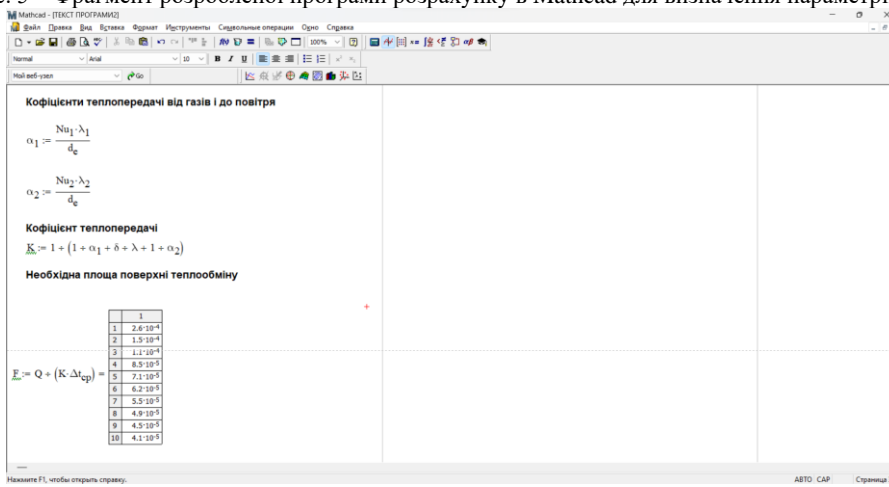 Фрагмент розробленої програми розрахунку в Mathcad для визначення параметрі
Mathcad - [ТЕКСТ ПРОГРАМИ2]
Файл Правка Вид Вставка Формат Инструменты Символьные операции Окно Справка
100%
Normal Arial 10 B I U
Мой веб-узел Go
Кофіцієнти теплопередачі від газів і до повітря
α1 := Nu1·λ1
de
α2 := Nu2·λ2
de
Кофіцієнт теплопередачі
K := 1 ÷ (1 ÷ α1 + δ ÷ λ + 1 ÷ α2)
Необхідна площа поверхні теплообміну
1
1 2.6·10-4
2 1.5·10-4
3 1.1·10-4
4 8.5·10-5
F := Q ÷ (K·Δtср) = 5 7.1·10-5
6 6.2·10-5
7 5.5·10-5
8 4.9·10-5
9 4.5·10-5
10 4.1·10-5
Нажмите F1, чтобы открыть справку.
АВТО CAP Страница